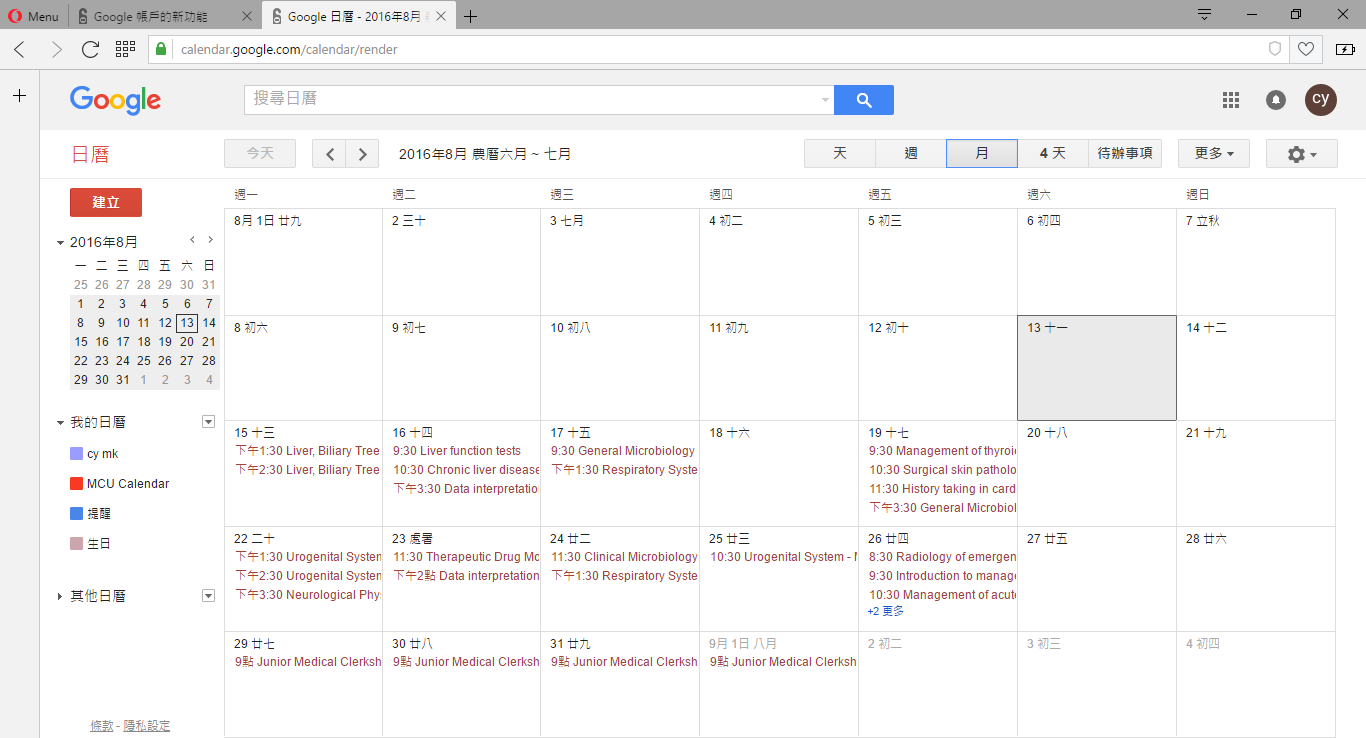 Menu
Google 帳戶的新功能
Google 日曆 - 2016年8月
calendar.google.com/calendar/render
Google
搜尋日曆
CY
日曆
今天
2016年8月 農曆六月 ~ 七月
天 週 月 4 天 待辦事項
更多
建立
2016年8月
一 二 三 四 五 六 日
25 26 27 28 29 30 31
1 2 3 4 5 6 7
8 9 10 11 12 13 14
15 16 17 18 19 20 21
22 23 24 25 26 27 28
29 30 31 1 2 3 4
我的日曆
cy mk
MCU Calendar
提醒
生日
其他日曆
條款 - 隱私設定
週一 週二 週三 週四 週五 週六 週日
8月 1日 廿九
2 三十
3 七月
4 初二
5 初三
6 初四
7 立秋
8 初六
9 初七
10 初八
11 初九
12 初十
13 十一
14 十二
15 十三
下午1:30 Liver, Biliary Tree
下午2:30 Liver, Biliary Tree
16 十四
9:30 Liver function tests
10:30 Chronic liver disease
下午3:30 Data interpretatio
17 十五
9:30 General Microbiology
下午1:30 Respiratory Syste
18 十六
19 十七
9:30 Management of thyroi
10:30 Surgical skin patholo
11:30 History taking in card
下午3:30 General Microbiol
20 十八
21 十九
22 二十
下午1:30 Urogenital System
下午2:30 Urogenital System
下午3:30 Neurological Phys
23 處暑
11:30 Therapeutic Drug Mo
下午2點 Data interpretation
24 廿二
11:30 Clinical Microbiology
下午1:30 Respiratory Syste
25 廿三
10:30 Urogenital System - M
26 廿四
8:30 Radiology of emergen
9:30 Introduction to manage
10:30 Management of acute
+2 更多
27 廿五
28 廿六
29 廿七
9點 Junior Medical Clerksh
30 廿八
9點 Junior Medical Clerksh
31 廿九
9點 Junior Medical Clerksh
9月 1日 八月
9點 Junior Medical Clerksh
2 初二
3 初三
4 初四